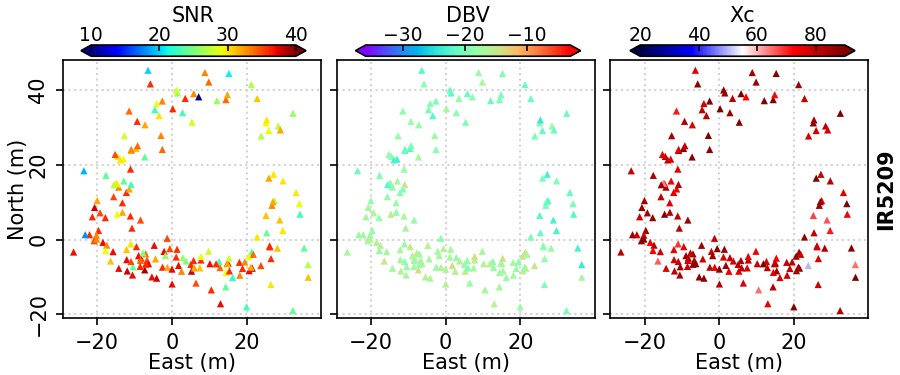 SNR DBV Xc
10 20 30 40 −30 −20 −10 20 40 60 80
40
20
0
−20
North (m)
IR5209
−20 0 20 −20 0 20 −20 0 20
East (m) East (m) East (m)